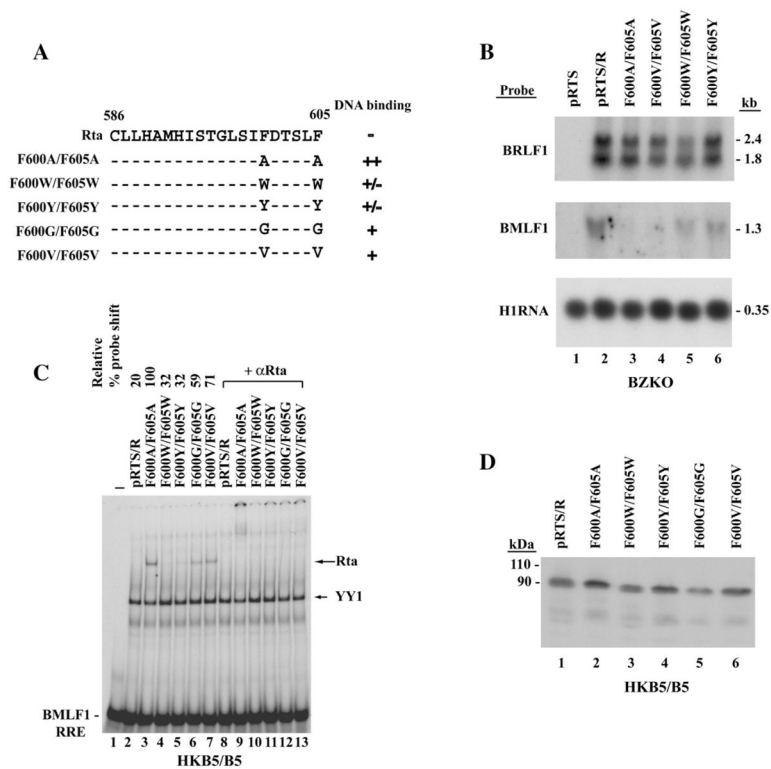 A
586 605 DNA binding
Rta CLLHAMHISTGLSIFDTSLF -
F600A/F605A --------------A----A ++
F600W/F605W --------------W----W +/-
F600Y/F605Y --------------Y----Y +/-
F600G/F605G --------------G----G +
F600V/F605V --------------V----V +
B
Probe pRTS pRTS/R F600A/F605A F600V/F605V F600W/F605W F600Y/F605Y kb
BRLF1 - 2.4
- 1.8
BMLF1 - 1.3
H1RNA - 0.35
1 2 3 4 5 6
BZKO
C
Relative
% probe shift 20 100 32 32 59 71 + αRta
- pRTS/R F600A/F605A F600W/F605W F600Y/F605Y F600G/F605G F600V/F605V pRTS/R F600A/F605A F600W/F605W F600Y/F605Y F600G/F605G F600V/F605V
Rta
YY1
BMLF1 -
RRE
1 2 3 4 5 6 7 8 9 10 11 12 13
HKB5/B5
D
kDa pRTS/R F600A/F605A F600W/F605W F600Y/F605Y F600G/F605G F600V/F605V
110 -
90 -
1 2 3 4 5 6
HKB5/B5